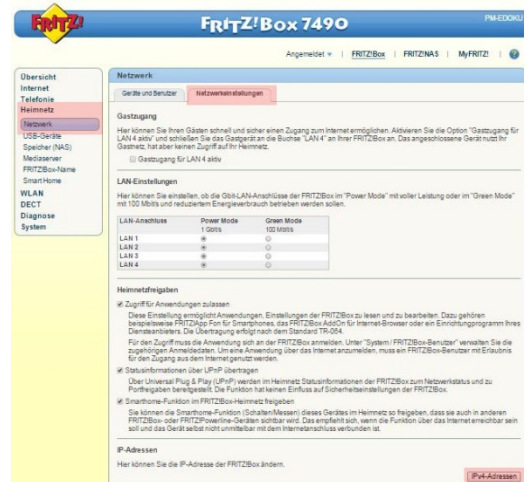 FRITZ!
FRITZ!Box 7490
PM-EDOKU
Angemeldet | FRITZ!Box | FRITZ!NAS | MyFRITZ! | ?
Übersicht
Internet
Telefonie
Heimnetz
Netzwerk
USB-Geräte
Speicher (NAS)
Mediaserver
FRITZ!Box-Name
Smart Home
WLAN
DECT
Diagnose
System
Netzwerk
Geräte und Benutzer
Netzwerkeinstellungen
Gastzugang
Hier können Sie Ihren Gästen schnell und sicher einen Zugang zum Internet ermöglichen. Aktivieren Sie die Option "Gastzugang für
LAN 4 aktiv" und schließen Sie das Gastgerät an die Buchse "LAN 4" an Ihrer FRITZ!Box an. Das angeschlossene Gerät nutzt Ihr
Gastnetz, hat aber keinen Zugriff auf Ihr Heimnetz.
Gastzugang für LAN 4 aktiv
LAN-Einstellungen
Hier können Sie einstellen, ob die Gbit-LAN-Anschlüsse der FRITZ!Box im "Power Mode" mit voller Leistung oder im "Green Mode"
mit 100 Mbit/s und reduziertem Energieverbrauch betrieben werden sollen.
LAN-Anschluss Power Mode Green Mode
1 Gbit/s 100 Mbit/s
LAN 1
LAN 2
LAN 3
LAN 4
Heimnetzfreigaben
Zugriff für Anwendungen zulassen
Diese Einstellung ermöglicht Anwendungen, Einstellungen der FRITZ!Box zu lesen und zu bearbeiten. Dazu gehören
beispielsweise FRITZ!App Fon für Smartphones, das FRITZ!Box AddOn für Internet-Browser oder ein Einrichtungsprogramm Ihres
Diensteanbieters. Die Übertragung erfolgt nach dem Standard TR-064.
Für den Zugriff muss die Anwendung sich an der FRITZ!Box anmelden. Unter "System / FRITZ!Box-Benutzer" verwalten Sie die
zugehörigen Anmeldedaten. Um eine Anwendung über das Internet anzumelden, muss ein FRITZ!Box-Benutzer mit Erlaubnis
für den Zugang aus dem Internet genutzt werden.
Statusinformationen über UPnP übertragen
Über Universal Plug & Play (UPnP) werden im Heimnetz Statusinformationen der FRITZ!Box zum Netzwerkstatus und zu
Portfreigaben bereitgestellt. Die Funktion hat keinen Einfluss auf Sicherheitseinstellungen der FRITZ!Box.
Smarthome-Funktion im FRITZ!Box-Heimnetz freigeben
Sie können die Smarthome-Funktion (Schalten/Messen) dieses Gerätes im Heimnetz so freigeben, dass sie auch in anderen
FRITZ!Box- oder FRITZ!Powerline-Geräten sichtbar wird. Das empfiehlt sich, wenn die Funktion über das Internet erreichbar sein
soll und das Gerät selbst nicht unmittelbar mit dem Internetanschluss verbunden ist.
IP-Adressen
Hier können Sie die IP-Adresse der FRITZ!Box ändern.
IPv4-Adressen